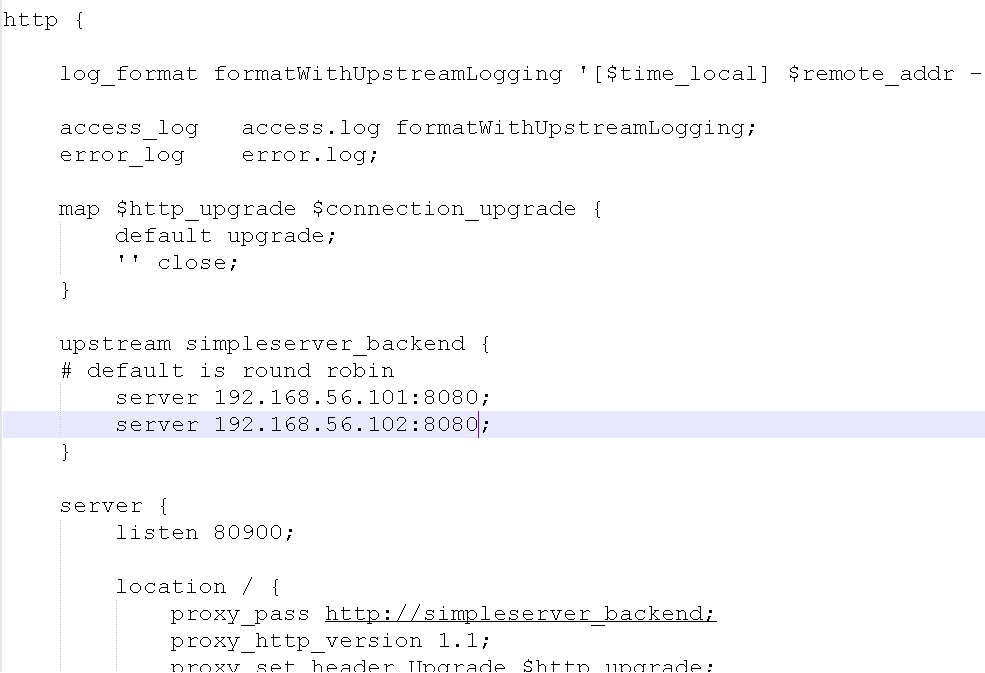 http {
log_format formatWithUpstreamLogging '[$time_local] $remote_addr -
access_log   access.log formatWithUpstreamLogging;
error_log    error.log;
map $http_upgrade $connection_upgrade {
default upgrade;
'' close;
}
upstream simpleserver_backend {
# default is round robin
server 192.168.56.101:8080;
server 192.168.56.102:8080;
}
server {
listen 80900;
location / {
proxy_pass http://simpleserver_backend;
proxy_http_version 1.1;
proxy_set_header Upgrade $http_upgrade;